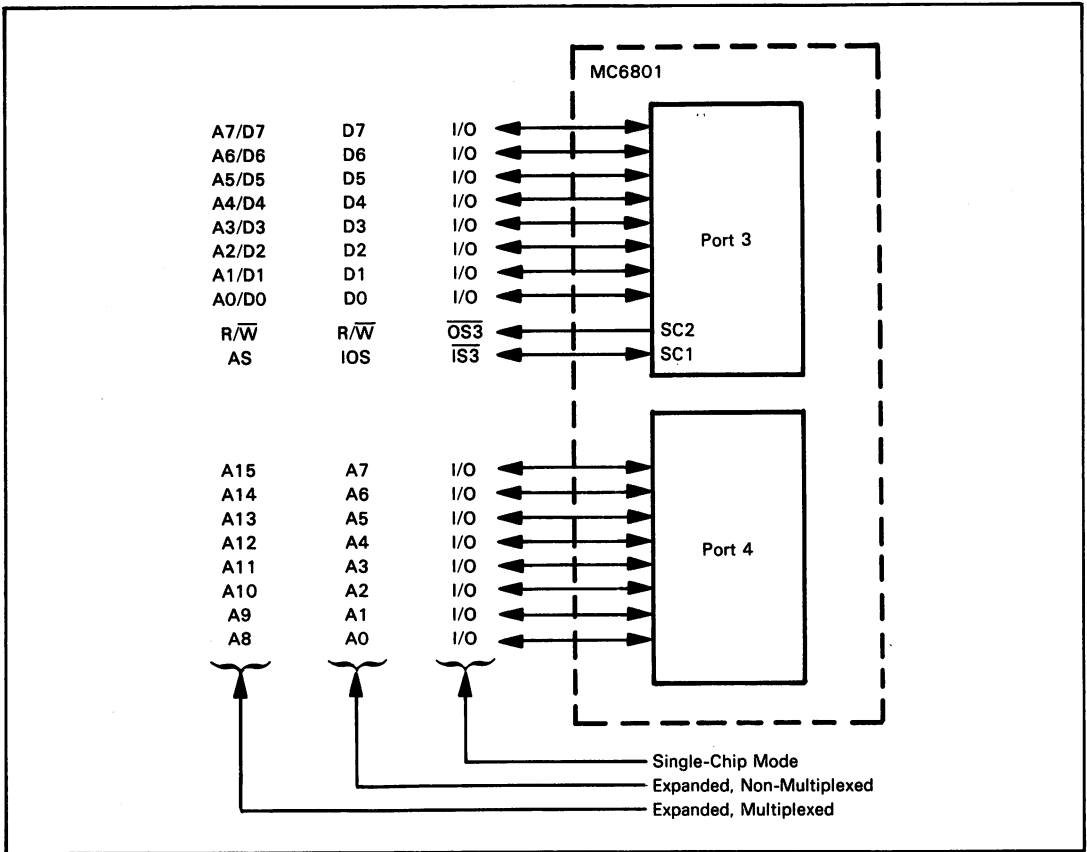 MC6801
A7/D7 D7 I/O
A6/D6 D6 I/O
A5/D5 D5 I/O
A4/D4 D4 I/O
A3/D3 D3 I/O
A2/D2 D2 I/O
A1/D1 D1 I/O
A0/D0 D0 I/O
Port 3
R/W̅ R/W̅ O̅S̅3̅ SC2
AS IOS I̅S̅3̅ SC1
A15 A7 I/O
A14 A6 I/O
A13 A5 I/O
A12 A4 I/O
A11 A3 I/O
A10 A2 I/O
A9 A1 I/O
A8 A0 I/O
Port 4
Single-Chip Mode
Expanded, Non-Multiplexed
Expanded, Multiplexed